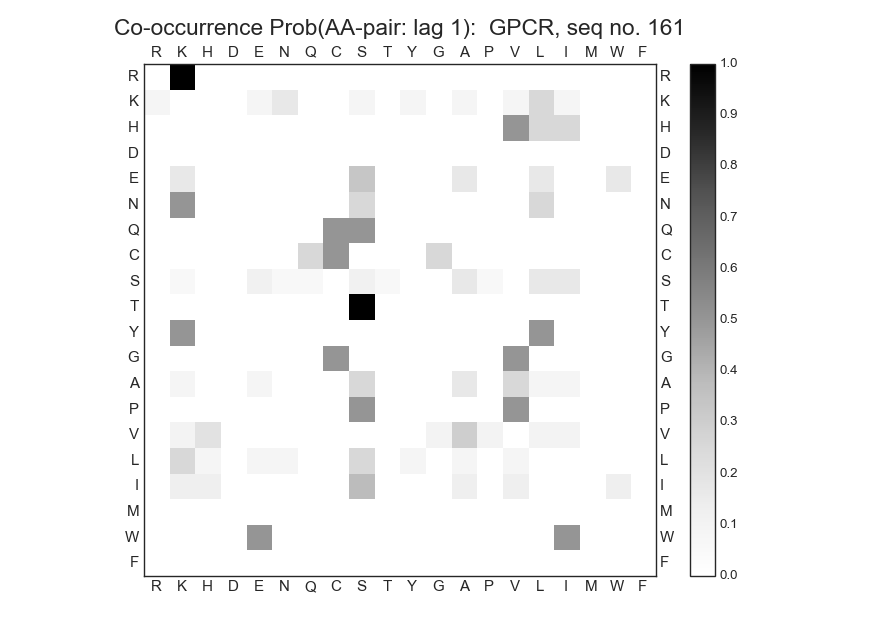 Co-occurrence Prob(AA-pair: lag 1):  GPCR, seq no. 161
R K H D E N Q C S T Y G A P V L I M W F
R R 1.0
K K 0.9
H H
D D 0.8
E E
N N 0.7
Q Q
C C 0.6
S S
T T 0.5
Y Y
G G 0.4
A A
P P 0.3
V V
L L 0.2
I I
M M 0.1
W W
F F 0.0
R K H D E N Q C S T Y G A P V L I M W F